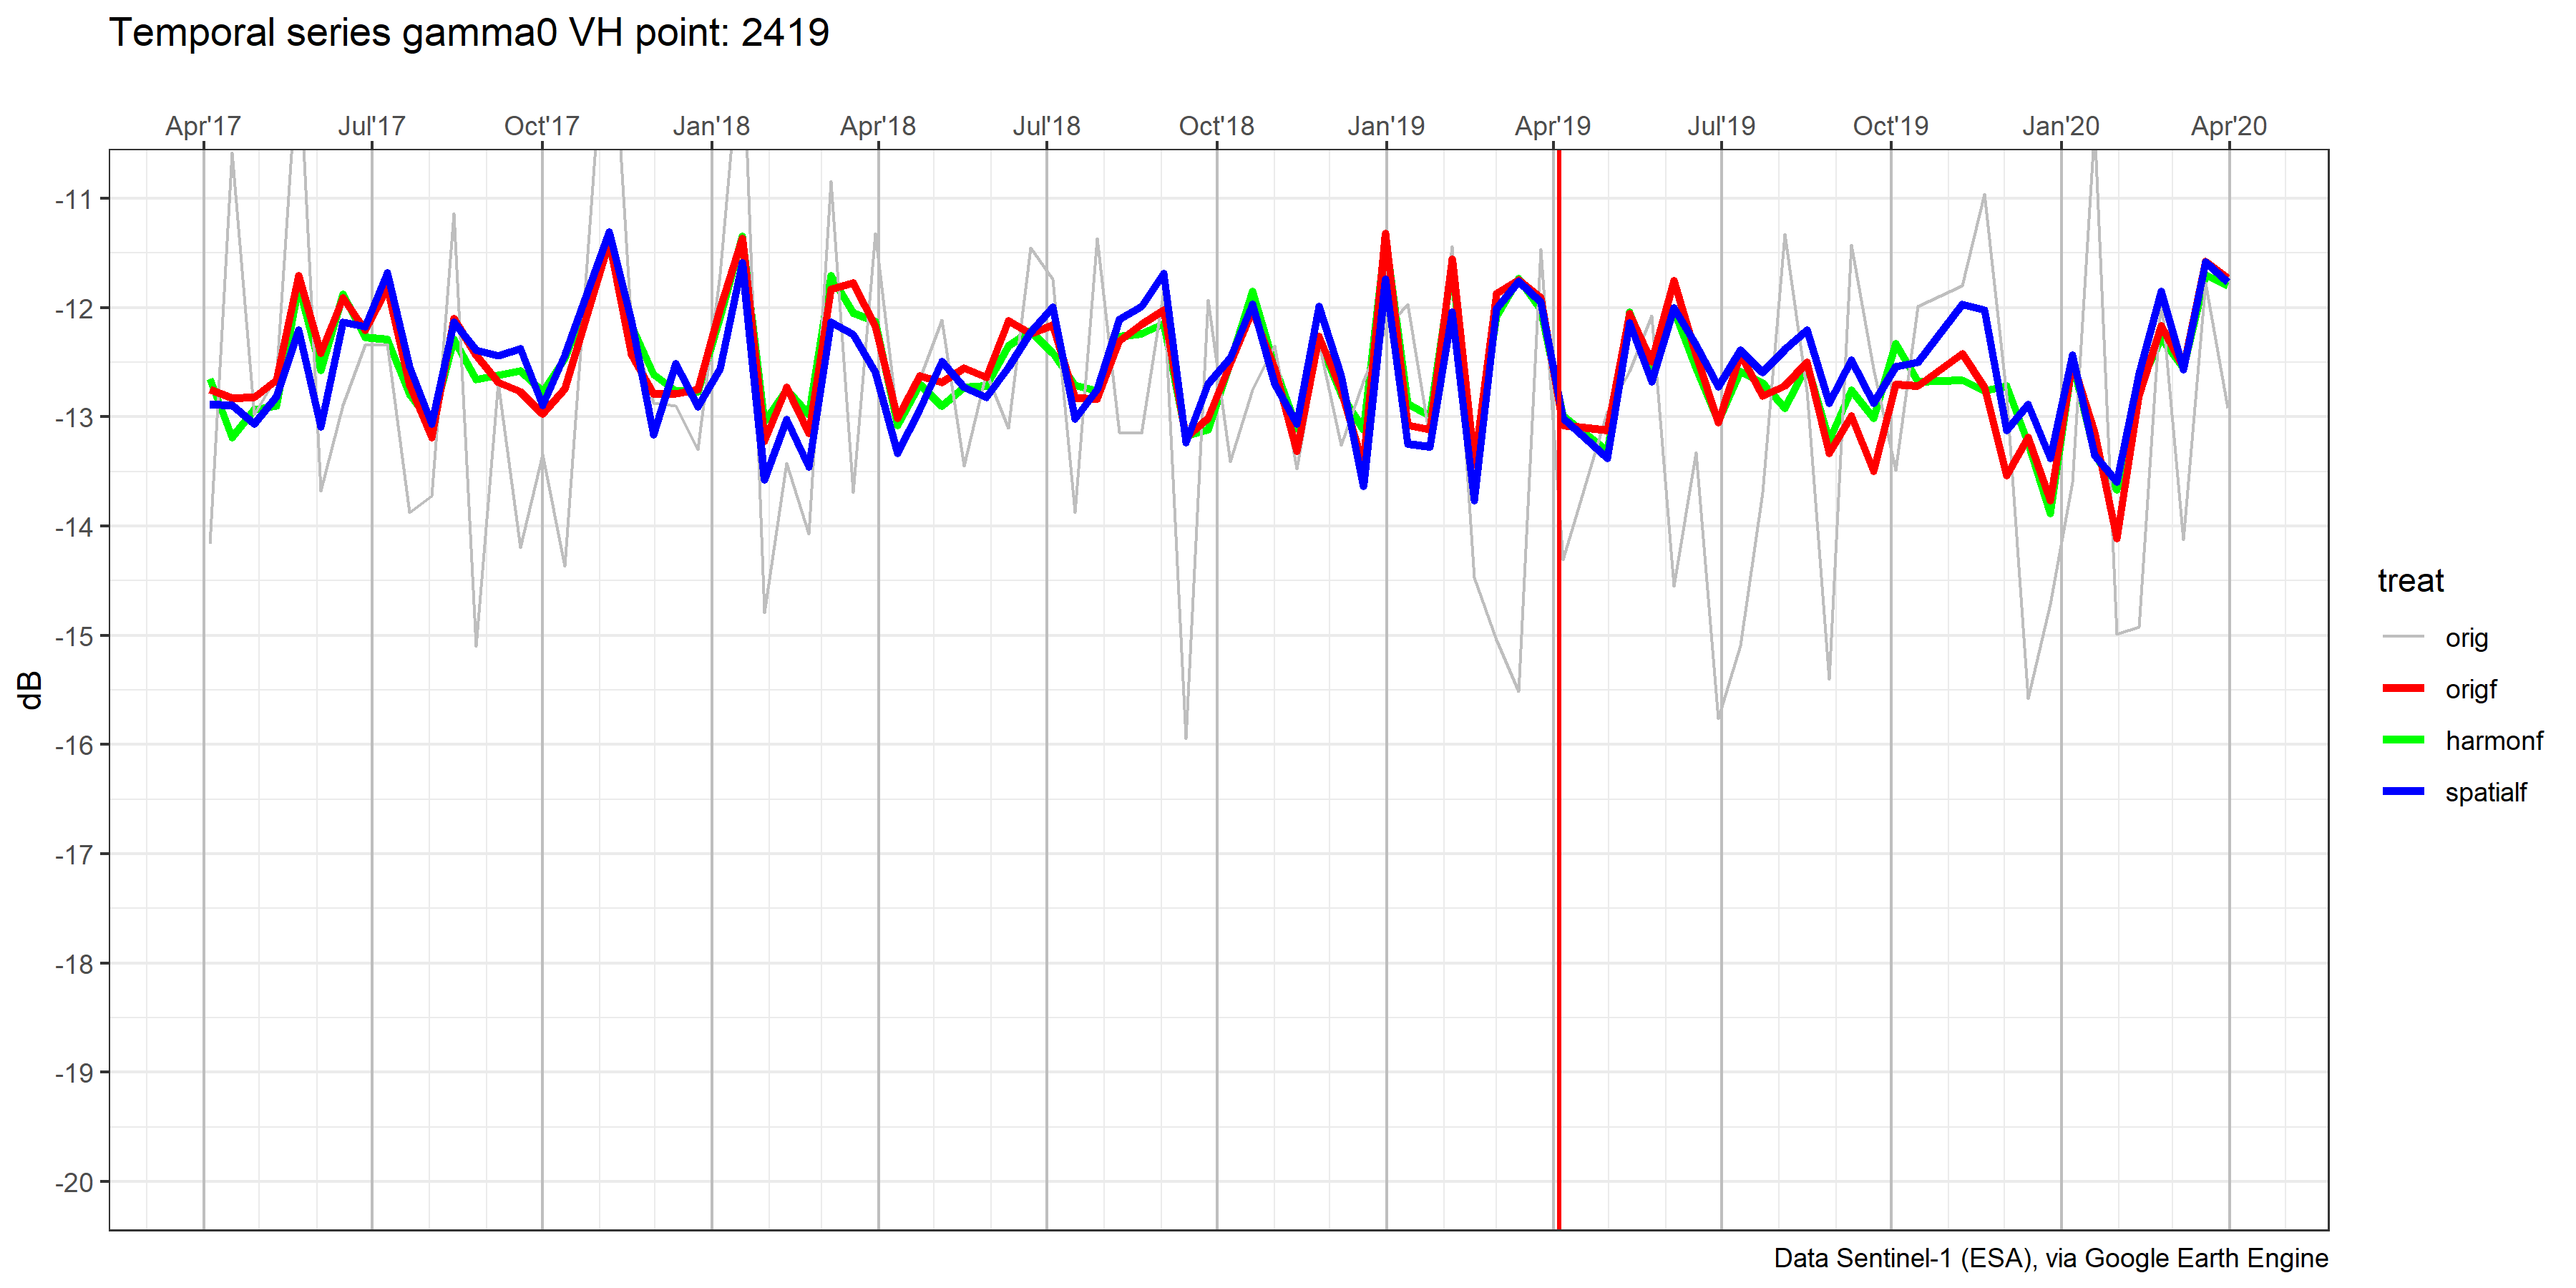 Temporal series gamma0 VH point: 2419
Apr'17 Jul'17 Oct'17 Jan'18 Apr'18 Jul'18 Oct'18 Jan'19 Apr'19 Jul'19 Oct'19 Jan'20 Apr'20
-11
-12
-13
-14
-15
-16
-17
-18
-19
-20
dB
treat
orig
origf
harmonf
spatialf
Data Sentinel-1 (ESA), via Google Earth Engine